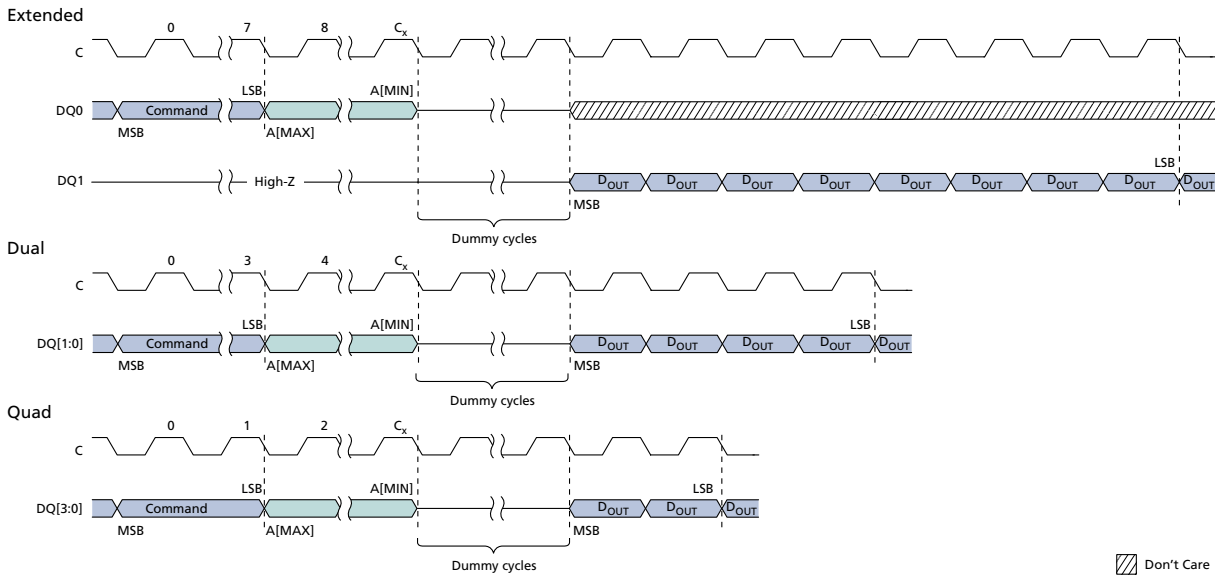 Extended
0 7 8 Cx
C
LSB A[MIN]
DQ0 Command
MSB A[MAX]
LSB
DQ1 High-Z DOUT DOUT DOUT DOUT DOUT DOUT DOUT DOUT DOUT
MSB
Dummy cycles
Dual
0 3 4 Cx
C
LSB A[MIN] LSB
DQ[1:0] Command DOUT DOUT DOUT DOUT DOUT
MSB A[MAX] MSB
Dummy cycles
Quad
0 1 2 Cx
C
LSB A[MIN] LSB
DQ[3:0] Command DOUT DOUT DOUT
MSB A[MAX] MSB
Dummy cycles
Don't Care